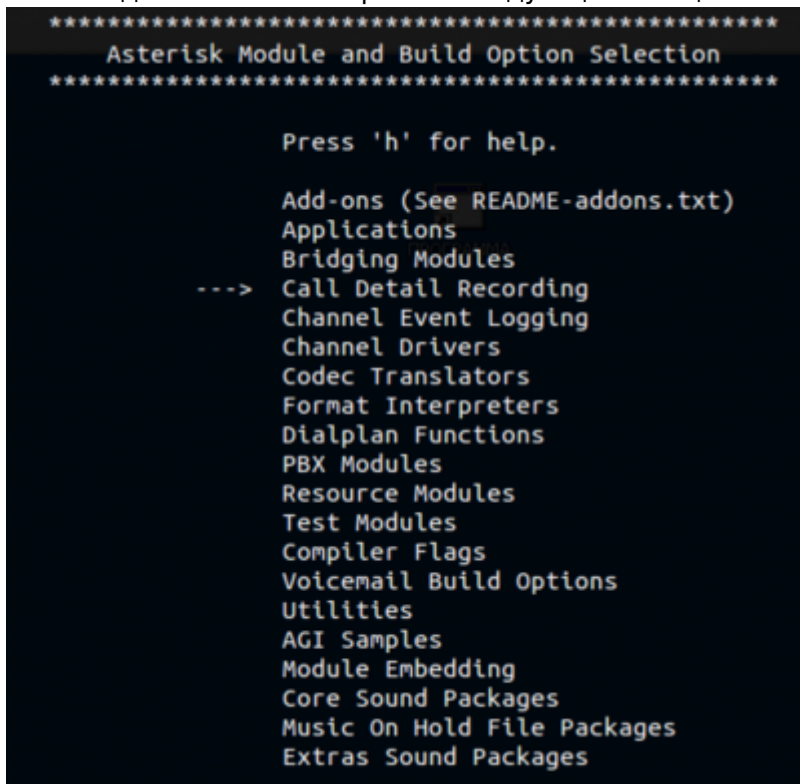 **************************************************
Asterisk Module and Build Option Selection
**************************************************
Press 'h' for help.
Add-ons (See README-addons.txt)
Applications
Bridging Modules
---> Call Detail Recording
Channel Event Logging
Channel Drivers
Codec Translators
Format Interpreters
Dialplan Functions
PBX Modules
Resource Modules
Test Modules
Compiler Flags
Voicemail Build Options
Utilities
AGI Samples
Module Embedding
Core Sound Packages
Music On Hold File Packages
Extras Sound Packages